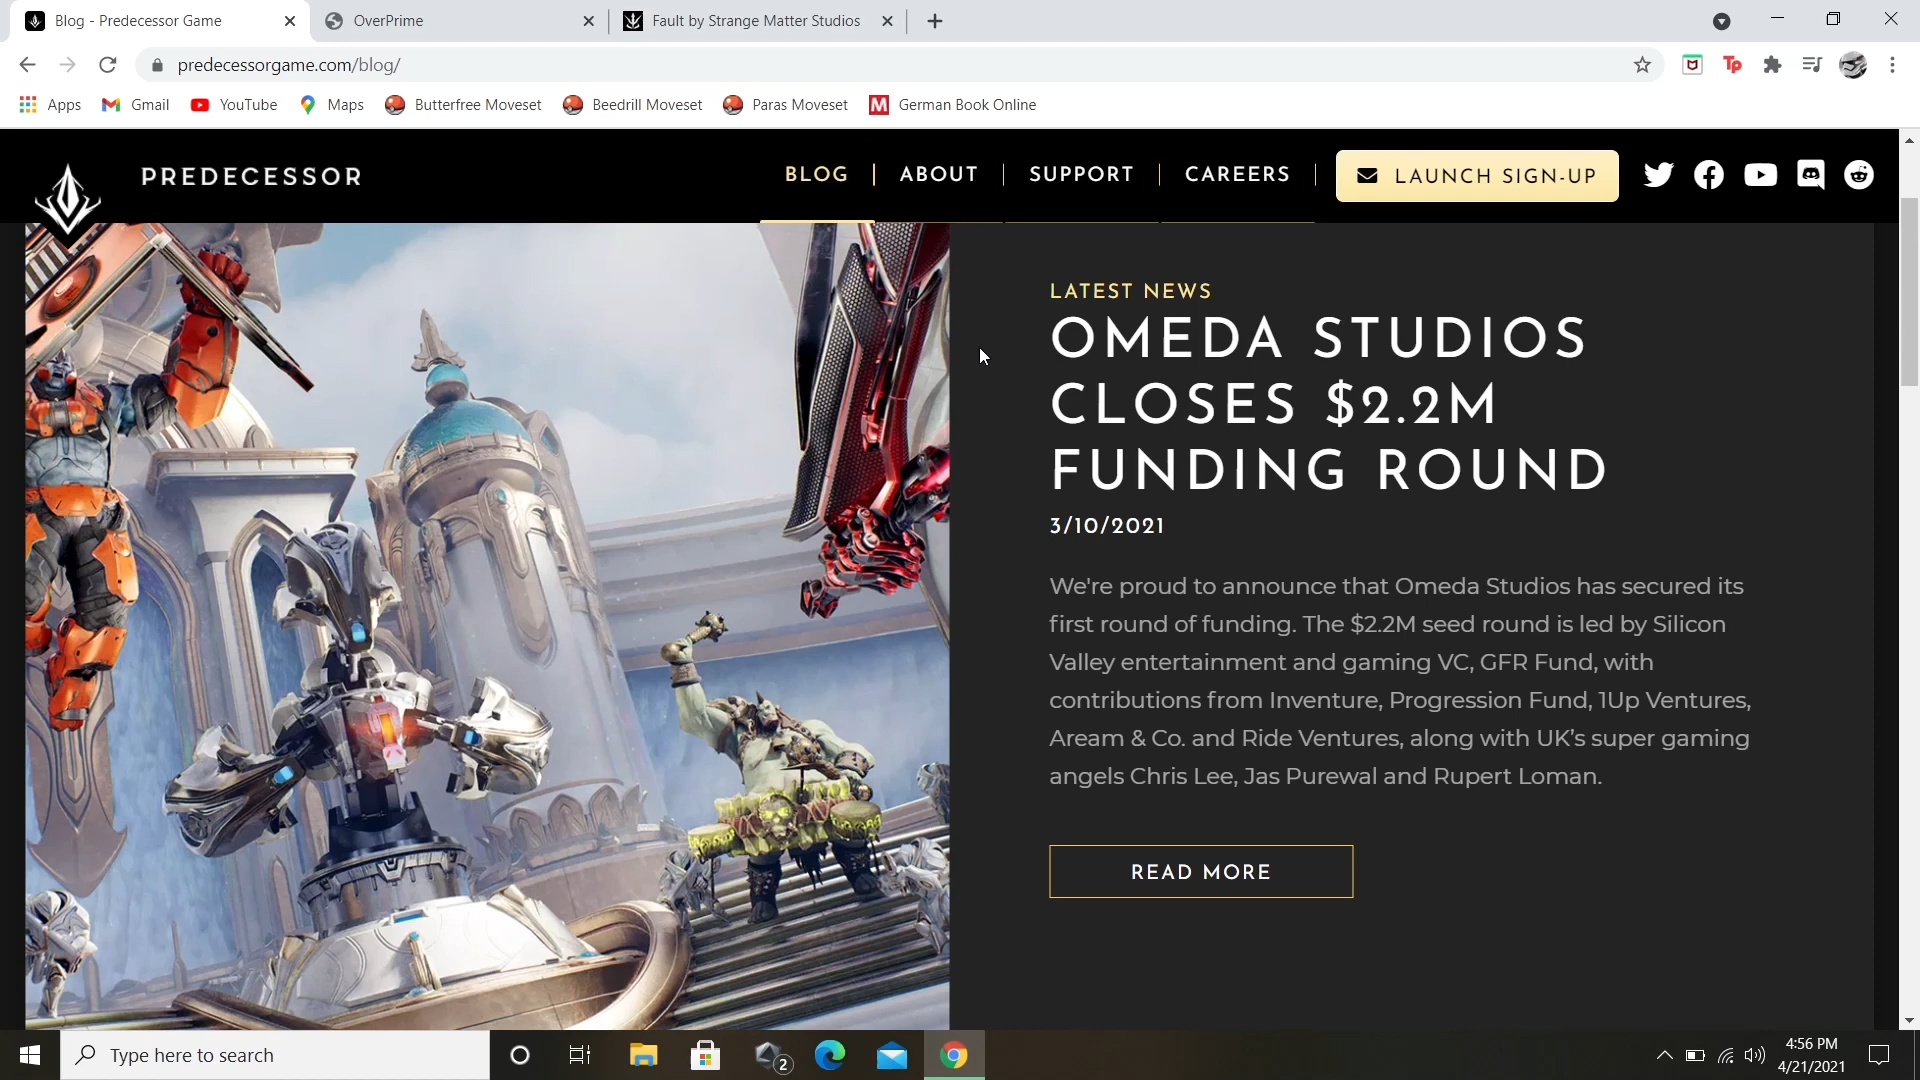 Blog - Predecessor Game
OverPrime
Fault by Strange Matter Studios
predecessorgame.com/blog/
Apps
Gmail
YouTube
Maps
Butterfree Moveset
Beedrill Moveset
Paras Moveset
M German Book Online
PREDECESSOR
BLOG
ABOUT
SUPPORT
CAREERS
LAUNCH SIGN-UP
LATEST NEWS
OMEDA STUDIOS
CLOSES $2.2M
FUNDING ROUND
3/10/2021
We're proud to announce that Omeda Studios has secured its
first round of funding. The $2.2M seed round is led by Silicon
Valley entertainment and gaming VC, GFR Fund, with
contributions from Inventure, Progression Fund, 1Up Ventures,
Aream & Co. and Ride Ventures, along with UK’s super gaming
angels Chris Lee, Jas Purewal and Rupert Loman.
READ MORE
Type here to search
2
4:56 PM
4/21/2021